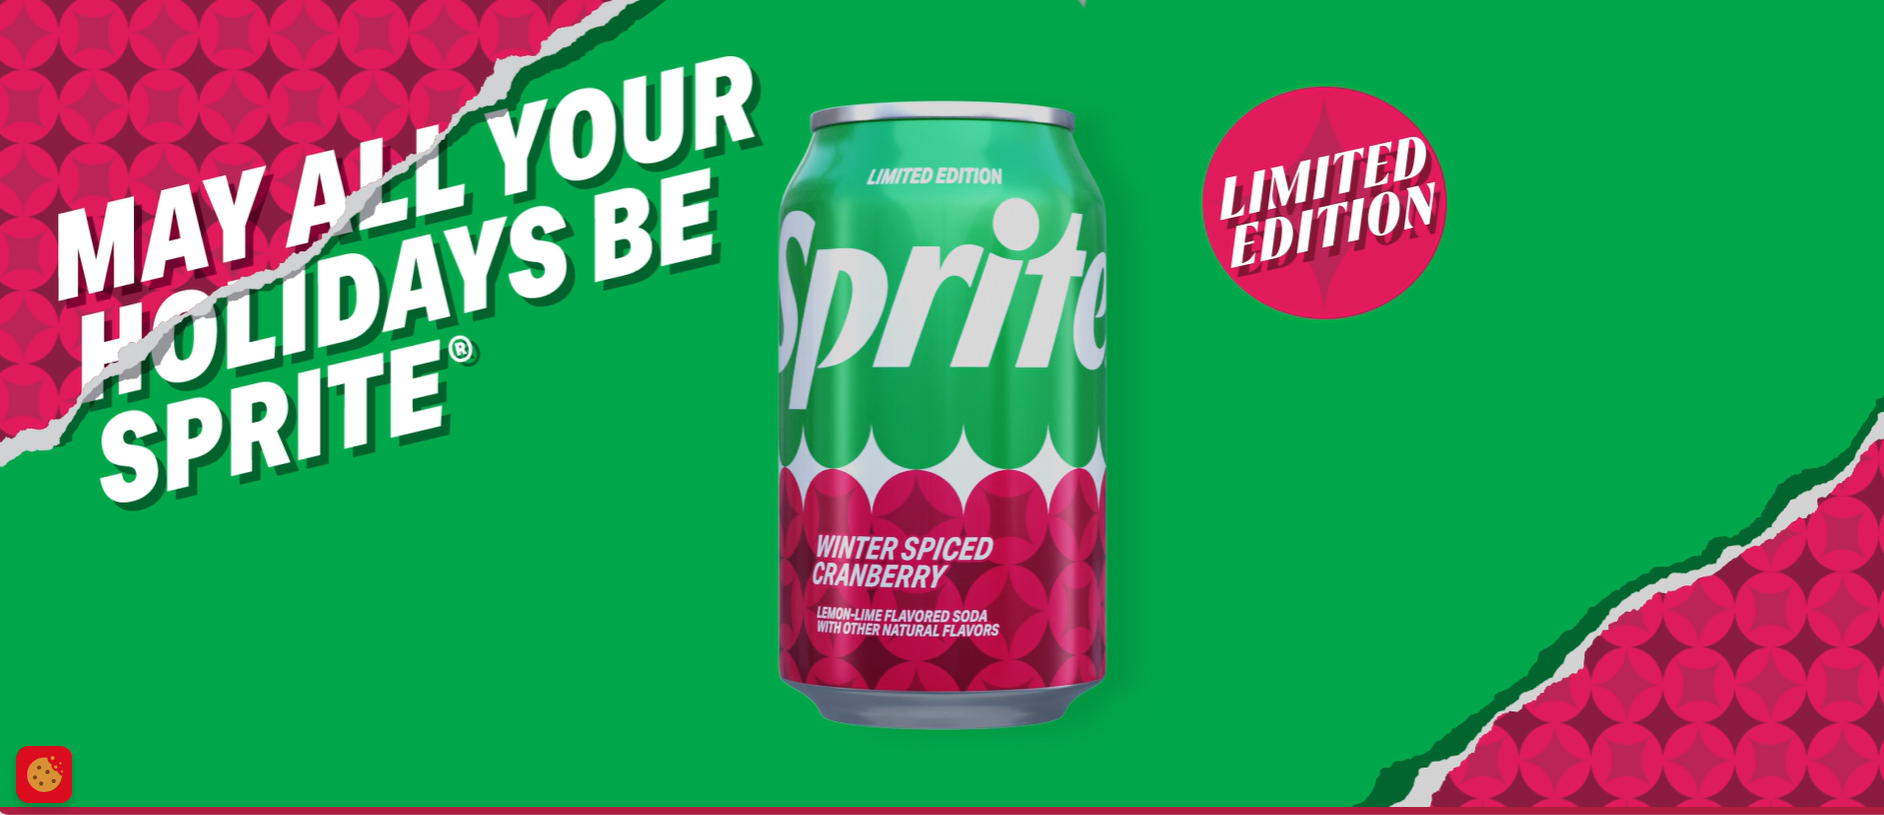 MAY ALL YOUR
HOLIDAYS BE
SPRITE®
LIMITED EDITION
Sprite
WINTER SPICED
CRANBERRY
LEMON-LIME FLAVORED SODA
WITH OTHER NATURAL FLAVORS
LIMITED
EDITION